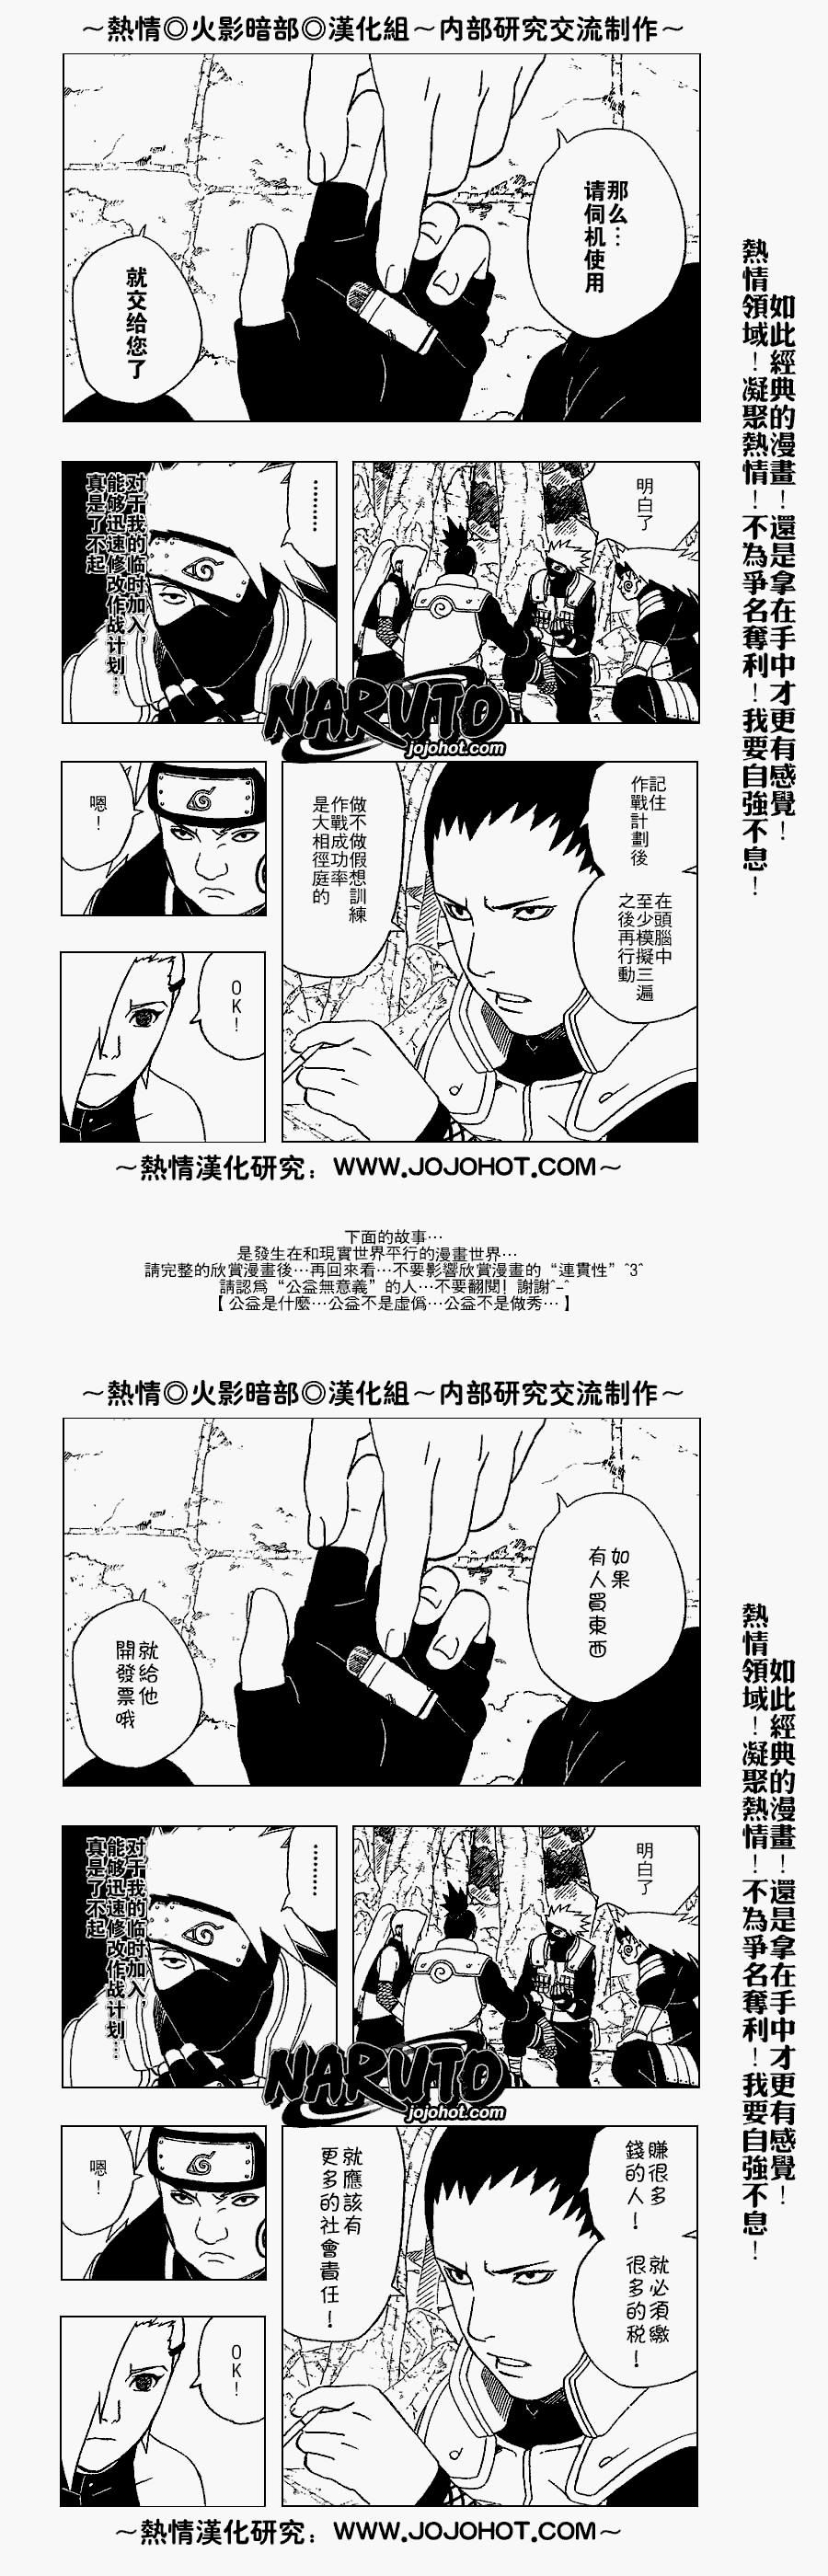 ～熱情◎火影暗部◎漢化組～内部研究交流制作～
那么…
请伺机使用
就交给您了
如此經典的漫畫！還是拿在手中才更有感覺！
熱情領域！凝聚熱情！不為爭名奪利！我要自強不息！
明白了
………
对于我的临时加入，
能够迅速修改作战计划…
真是了不起
NARUTO
jojohot.com
記住
作戰計劃後
在頭腦中
至少模擬三遍
之後再行動
做不做假想訓練
作戰成功率
是大相徑庭的
嗯！
OK！
～熱情漢化研究：WWW.JOJOHOT.COM～
下面的故事…
是發生在和現實世界平行的漫畫世界…
請完整的欣賞漫畫後…再回來看…不要影響欣賞漫畫的“連貫性”^3^
請認爲“公益無意義”的人…不要翻閱！謝謝^-^
【公益是什麼…公益不是虛僞…公益不是做秀…】
～熱情◎火影暗部◎漢化組～内部研究交流制作～
如果
有人買東西
就給他
開發票哦
如此經典的漫畫！還是拿在手中才更有感覺！
熱情領域！凝聚熱情！不為爭名奪利！我要自強不息！
明白了
………
对于我的临时加入，
能够迅速修改作战计划…
真是了不起
NARUTO
jojohot.com
賺很多
錢的人！
就必須繳
很多的税！
就應該有
更多的社會責任！
嗯！
OK！
～熱情漢化研究：WWW.JOJOHOT.COM～